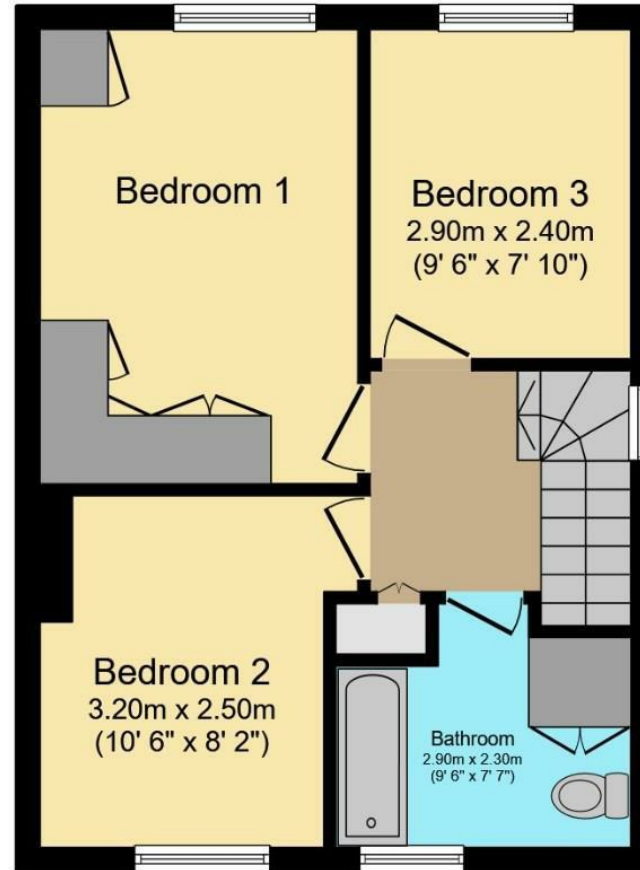 Bedroom 1
Bedroom 3
2.90m x 2.40m
(9' 6" x 7' 10")
Bedroom 2
3.20m x 2.50m
(10' 6" x 8' 2")
Bathroom
2.90m x 2.30m
(9' 6" x 7' 7")